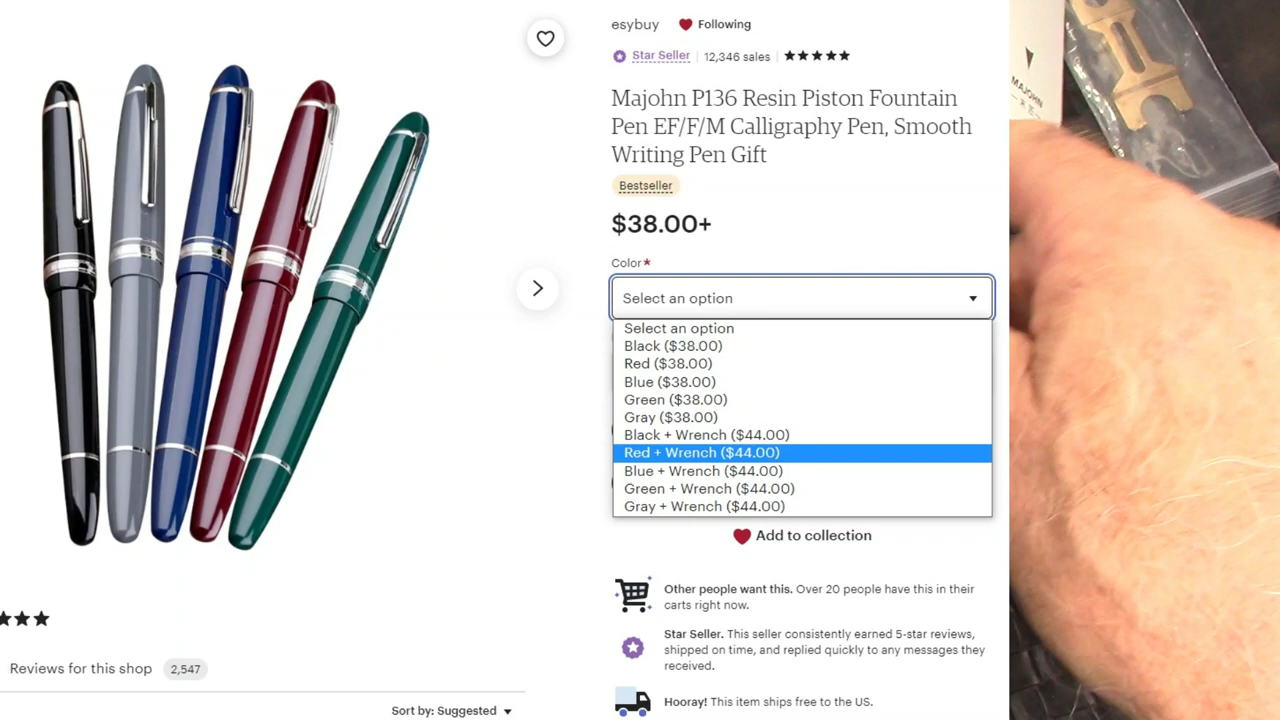 esybuy
Following
Star Seller
12,346 sales
Majohn P136 Resin Piston Fountain
Pen EF/F/M Calligraphy Pen, Smooth
Writing Pen Gift
Bestseller
$38.00+
Color*
Select an option
Select an option
Black ($38.00)
Red ($38.00)
Blue ($38.00)
Green ($38.00)
Gray ($38.00)
Black + Wrench ($44.00)
Red + Wrench ($44.00)
Blue + Wrench ($44.00)
Green + Wrench ($44.00)
Gray + Wrench ($44.00)
Add to collection
Other people want this. Over 20 people have this in their
carts right now.
Star Seller. This seller consistently earned 5-star reviews,
shipped on time, and replied quickly to any messages they
received.
Hooray! This item ships free to the US.
Reviews for this shop 2,547
Sort by: Suggested
MAJOHN